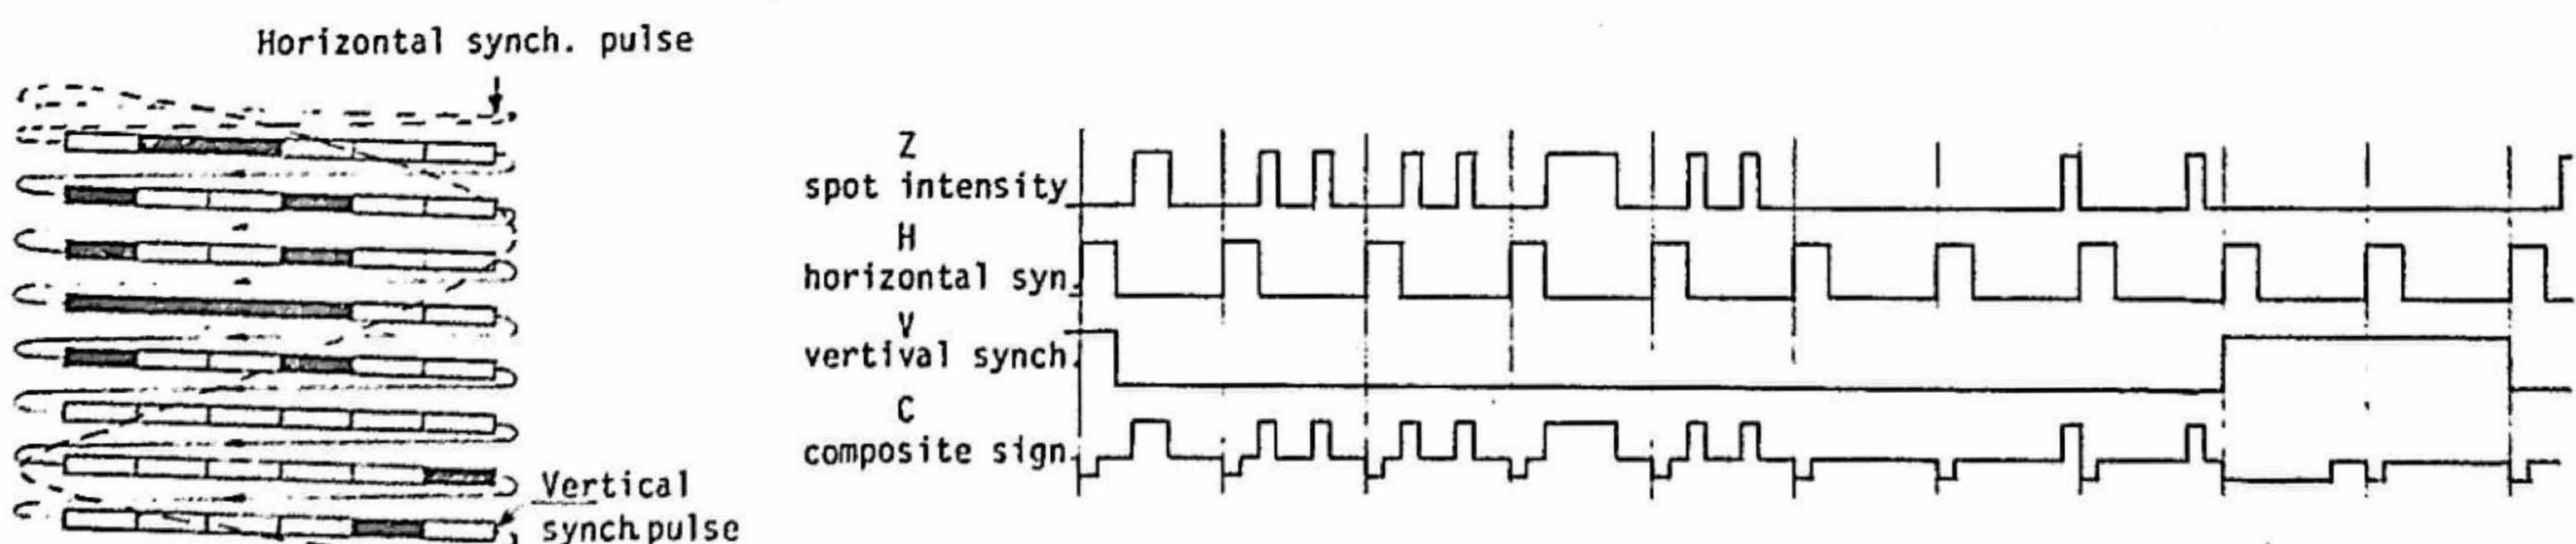 Horizontal synch. pulse
Z
spot intensity
H
horizontal syn.
V
vertival synch.
C
composite sign.
Vertical
synch.pulse